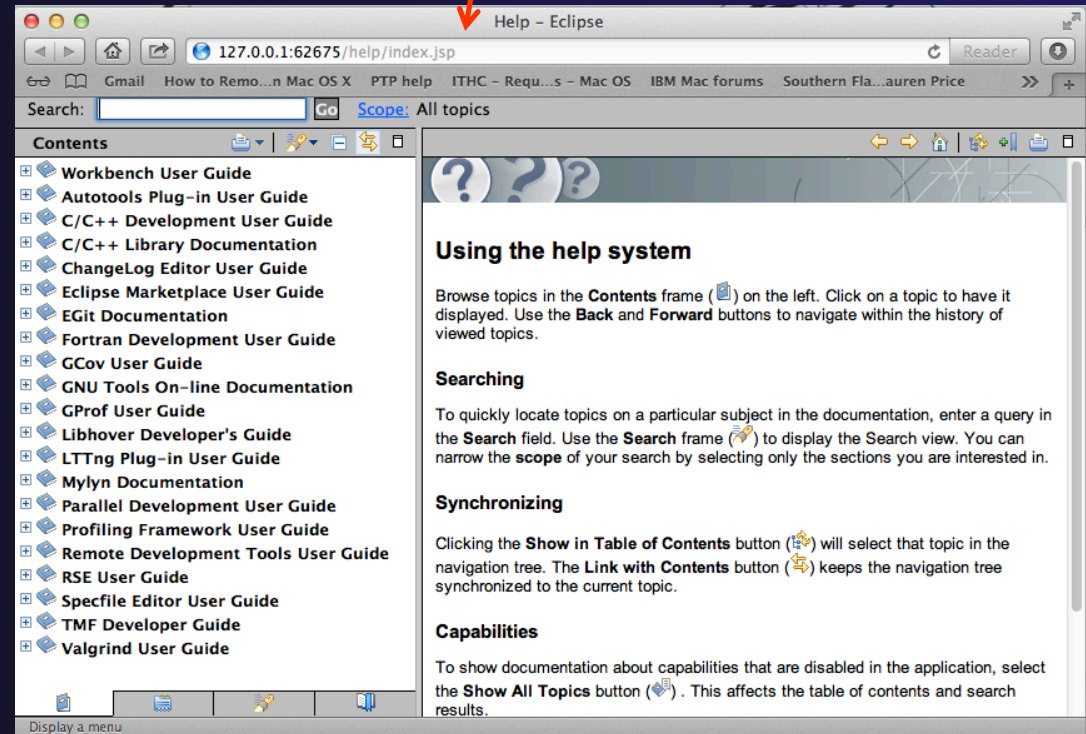 Help – Eclipse
127.0.0.1:62675/help/index.jsp
Reader
Gmail How to Remo...n Mac OS X PTP help ITHC – Requ...s – Mac OS IBM Mac forums Southern Fla...auren Price
Search: Go Scope: All topics
Contents
Workbench User Guide
Autotools Plug-in User Guide
C/C++ Development User Guide
C/C++ Library Documentation
ChangeLog Editor User Guide
Eclipse Marketplace User Guide
EGit Documentation
Fortran Development User Guide
GCov User Guide
GNU Tools On-line Documentation
GProf User Guide
Libhover Developer's Guide
LTTng Plug-in User Guide
Mylyn Documentation
Parallel Development User Guide
Profiling Framework User Guide
Remote Development Tools User Guide
RSE User Guide
Specfile Editor User Guide
TMF Developer Guide
Valgrind User Guide
Using the help system
Browse topics in the Contents frame ( ) on the left. Click on a topic to have it
displayed. Use the Back and Forward buttons to navigate within the history of
viewed topics.
Searching
To quickly locate topics on a particular subject in the documentation, enter a query in
the Search field. Use the Search frame ( ) to display the Search view. You can
narrow the scope of your search by selecting only the sections you are interested in.
Synchronizing
Clicking the Show in Table of Contents button ( ) will select that topic in the
navigation tree. The Link with Contents button ( ) keeps the navigation tree
synchronized to the current topic.
Capabilities
To show documentation about capabilities that are disabled in the application, select
the Show All Topics button ( ) . This affects the table of contents and search
results.
Display a menu